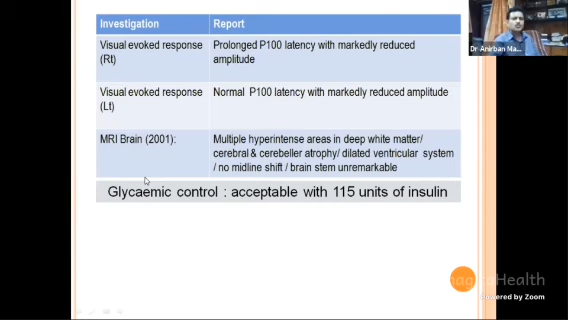 Investigation Report
Visual evoked response (Rt) Prolonged P100 latency with markedly reduced amplitude
Visual evoked response (Lt) Normal P100 latency with markedly reduced amplitude
MRI Brain (2001): Multiple hyperintense areas in deep white matter/
cerebral & cerebeller atrophy/ dilated ventricular system
/ no midline shift / brain stem unremarkable
Glycaemic control : acceptable with 115 units of insulin
Dr Anirban Ma...
Health
Powered by Zoom